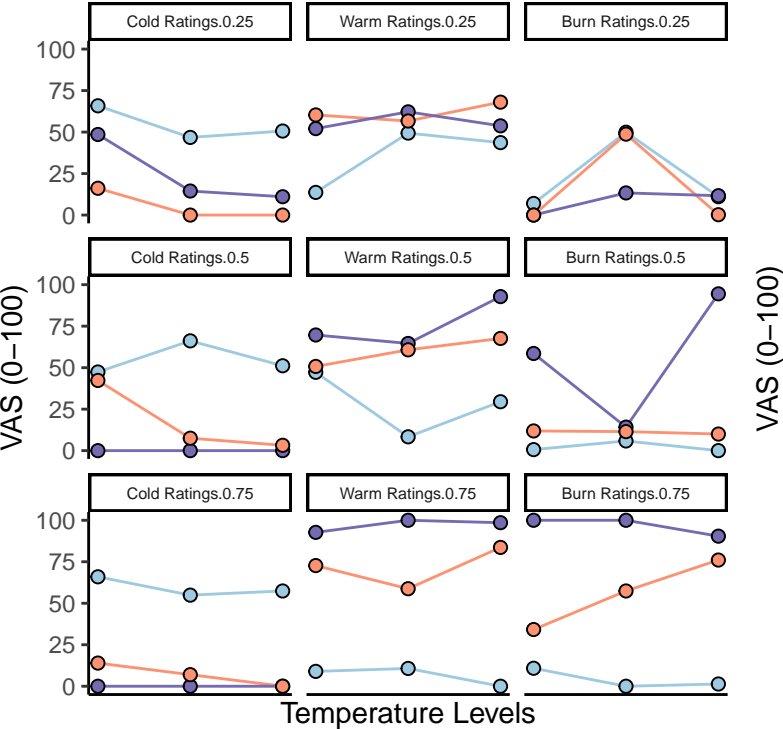 Cold Ratings.0.25 Warm Ratings.0.25 Burn Ratings.0.25
100
75
50
25
0
Cold Ratings.0.5 Warm Ratings.0.5 Burn Ratings.0.5
100
75
50
25
0
VAS (0−100)
VAS (0−100)
Cold Ratings.0.75 Warm Ratings.0.75 Burn Ratings.0.75
100
75
50
25
0
Temperature Levels